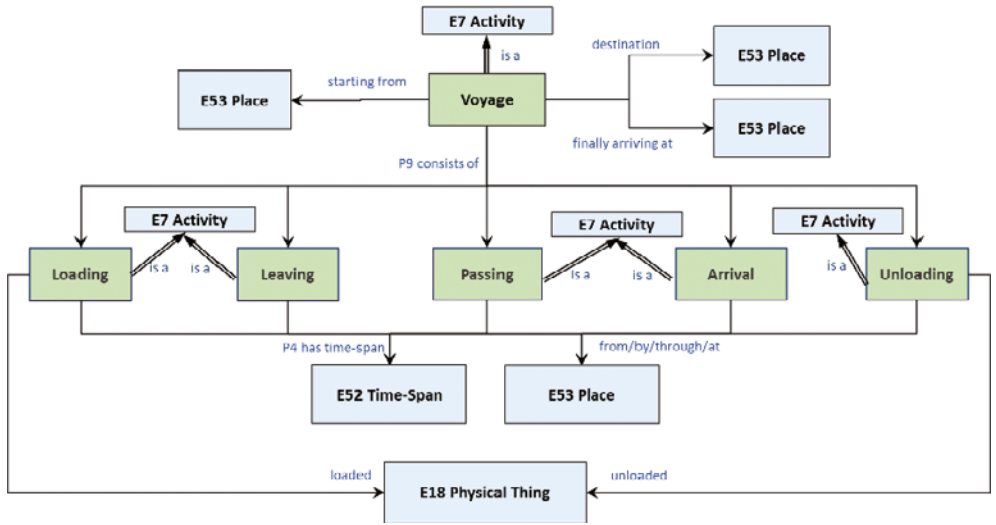 E7 Activity
is a
destination
E53 Place
starting from
E53 Place
Voyage
E53 Place
finally arriving at
P9 consists of
E7 Activity
E7 Activity
E7 Activity
Loading
is a
is a
Leaving
Passing
is a
is a
Arrival
is a
Unloading
P4 has time-span
from/by/through/at
E52 Time-Span
E53 Place
loaded
E18 Physical Thing
unloaded